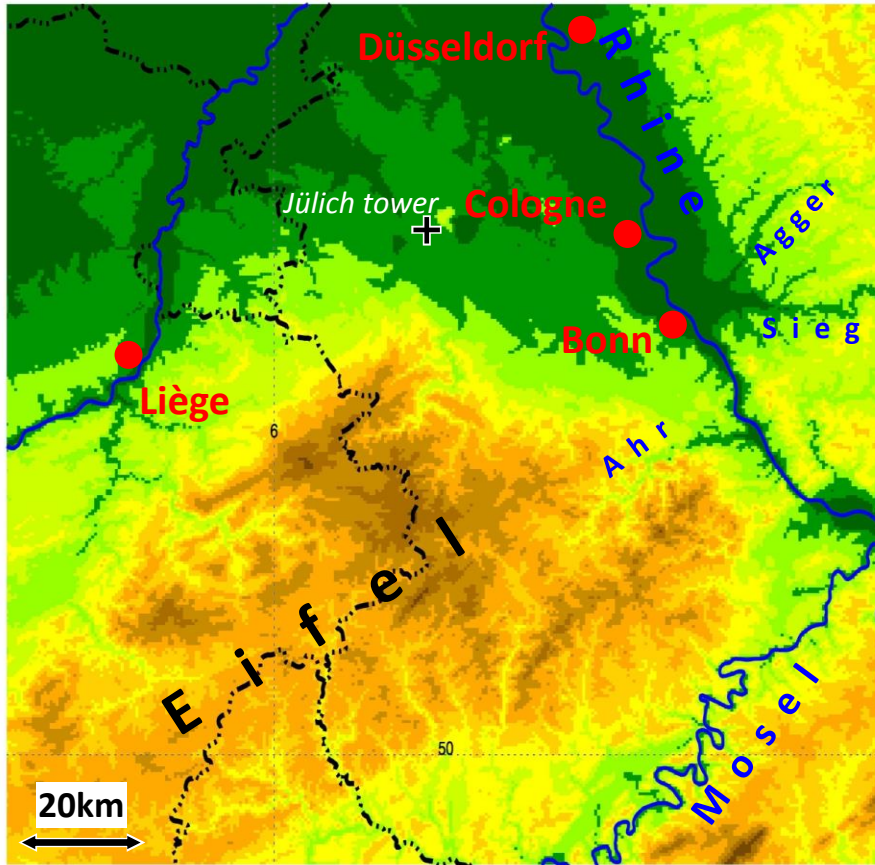 Düsseldorf
Rhine
Jülich tower
Cologne
Agger
Sieg
Bonn
Liège
6
Ahr
Eifel
Mosel
50
20km